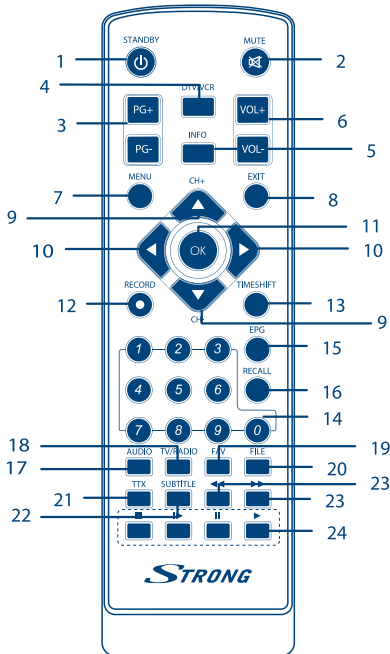 STANDBY MUTE
1 2
4 DTV/VCR
3 PG+ VOL+ 6
INFO
PG- VOL- 5
MENU EXIT
7 8
CH+
9 11
10 OK 10
RECORD TIMESHIFT
12 13
CH- 9
EPG
1 2 3 15
RECALL
4 5 6 16
14
7 8 9 0
18 19
AUDIO TV/RADIO FAV FILE
17 20
TTX SUBTITLE 23
21 23
22
24
STRONG